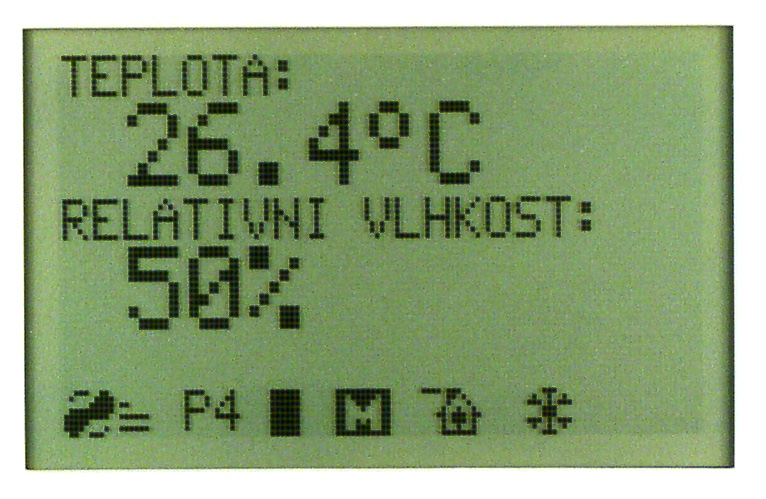 TEPLOTA:
26.4°C
RELATIVNI VLHKOST:
50%
P4 M